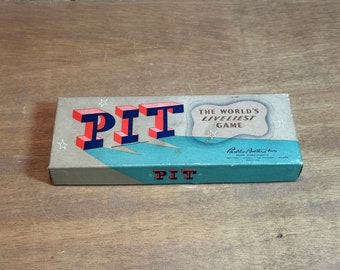 PIT
THE WORLD'S
LIVELIEST
GAME
Parker Brothers Inc
PIT